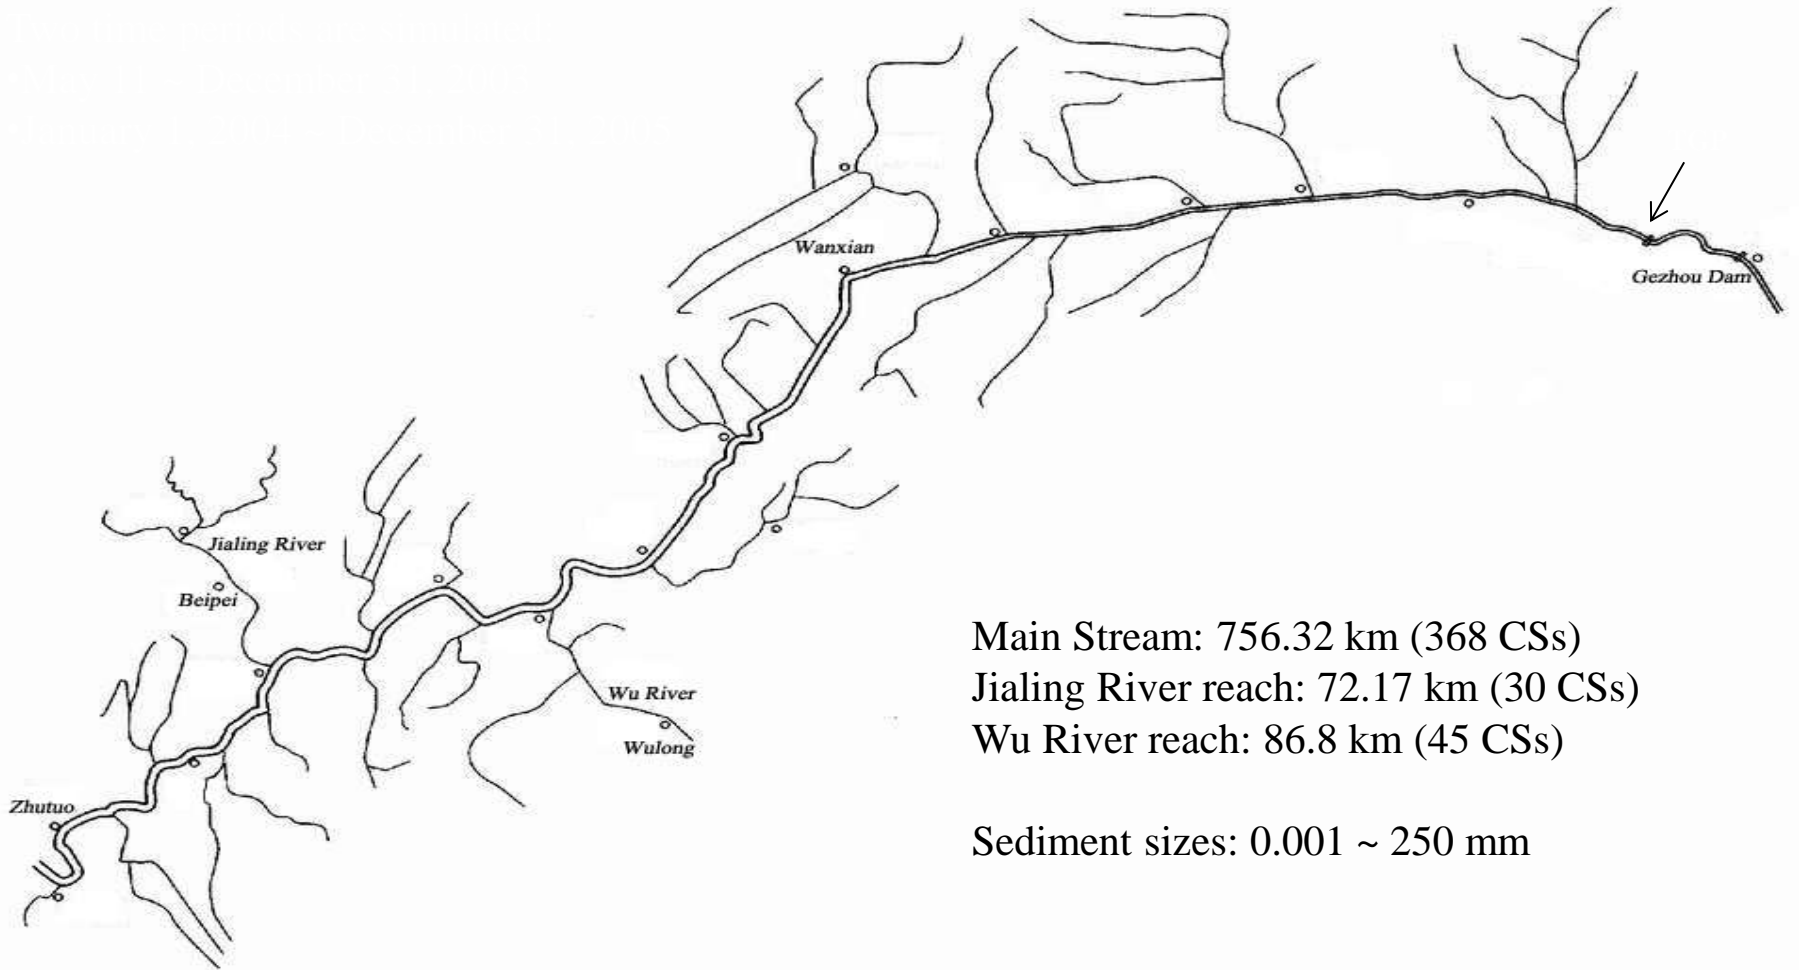 Wanxian
Gezhou Dam
Jialing River
Beipei
Wu River
Wulong
Zhutuo
Main Stream: 756.32 km (368 CSs)
Jialing River reach: 72.17 km (30 CSs)
Wu River reach: 86.8 km (45 CSs)
Sediment sizes: 0.001 ~ 250 mm